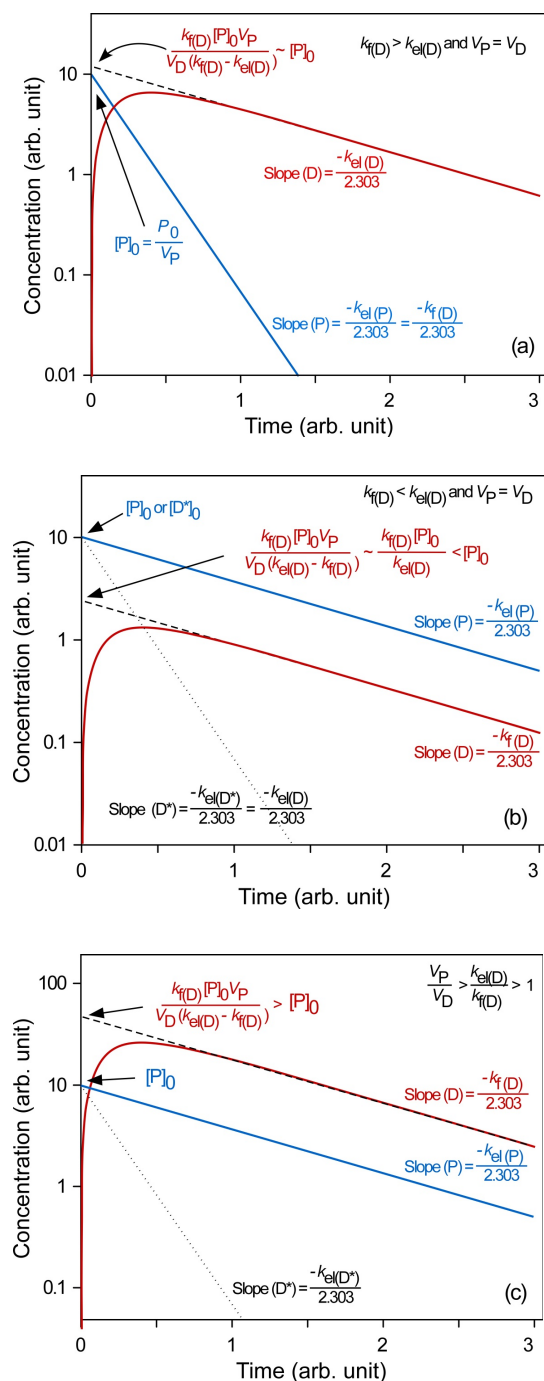 k_f(D) [P]_0 V_P
V_D (k_f(D) - k_el(D))
~ [P]_0
k_f(D) > k_el(D) and V_P = V_D
10
1
0.1
0.01
Concentration (arb. unit)
Slope (D) = -k_el(D) / 2.303
[P]_0 = P_0 / V_P
Slope (P) = -k_el(P) / 2.303 = -k_f(D) / 2.303
(a)
0 1 2 3
Time (arb. unit)
k_f(D) < k_el(D) and V_P = V_D
[P]_0 or [D*]_0
k_f(D) [P]_0 V_P / V_D (k_el(D) - k_f(D)) ~ k_f(D) [P]_0 / k_el(D) < [P]_0
10
1
0.1
0.01
Concentration (arb. unit)
Slope (P) = -k_el(P) / 2.303
Slope (D) = -k_f(D) / 2.303
Slope (D*) = -k_el(D*) / 2.303 = -k_el(D) / 2.303
(b)
0 1 2 3
Time (arb. unit)
V_P / V_D > k_el(D) / k_f(D) > 1
k_f(D) [P]_0 V_P / V_D (k_el(D) - k_f(D)) > [P]_0
100
10
1
0.1
Concentration (arb. unit)
[P]_0
Slope (D) = -k_f(D) / 2.303
Slope (P) = -k_el(P) / 2.303
Slope (D*) = -k_el(D*) / 2.303
(c)
0 1 2 3
Time (arb. unit)